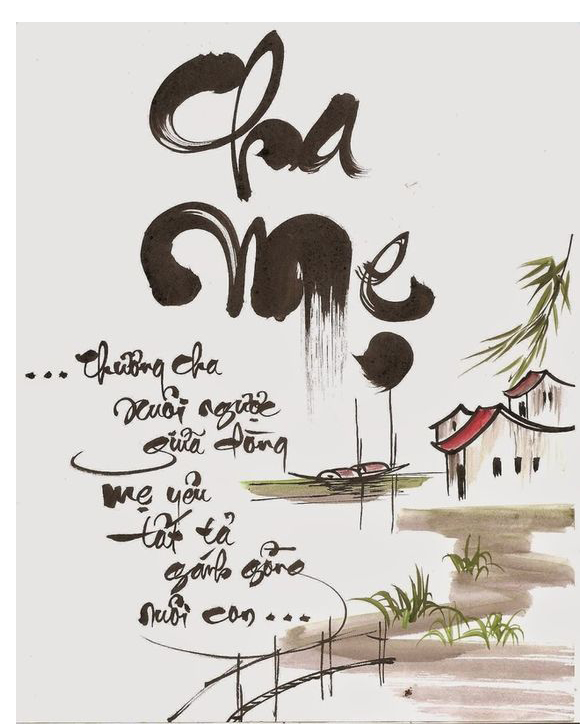 Cha
Mẹ
... thương cha
xuôi ngược
giữa dòng
mẹ yêu
tất tả
gánh gồng
nuôi con ...